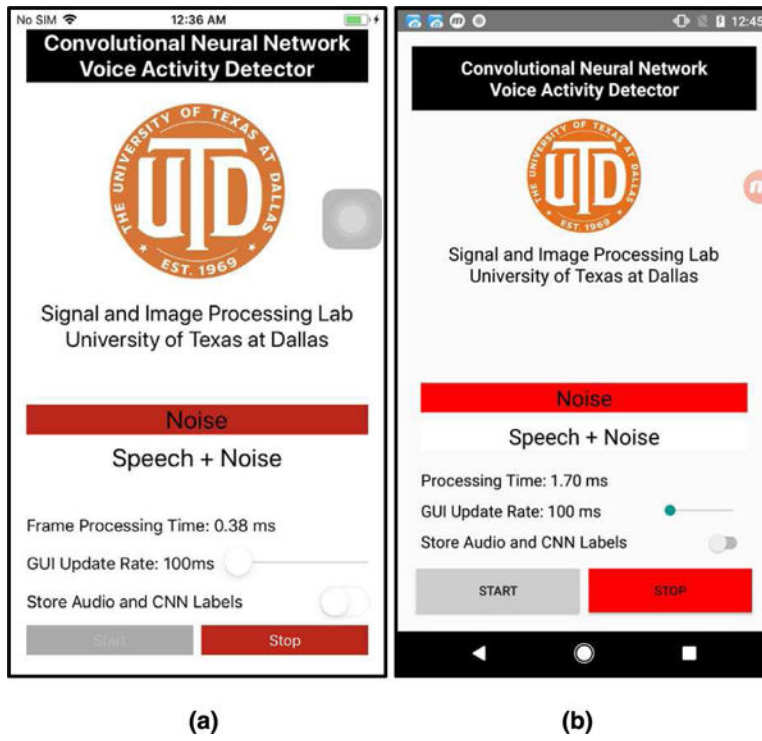 No SIM 12:36 AM
Convolutional Neural Network
Voice Activity Detector
THE UNIVERSITY OF TEXAS AT DALLAS
UTD
EST. 1969
Signal and Image Processing Lab
University of Texas at Dallas
Noise
Speech + Noise
Frame Processing Time: 0.38 ms
GUI Update Rate: 100ms
Store Audio and CNN Labels
Start Stop
(a)
12:45
Convolutional Neural Network
Voice Activity Detector
THE UNIVERSITY OF TEXAS AT DALLAS
UTD
EST. 1969
Signal and Image Processing Lab
University of Texas at Dallas
Noise
Speech + Noise
Processing Time: 1.70 ms
GUI Update Rate: 100 ms
Store Audio and CNN Labels
START STOP
(b)